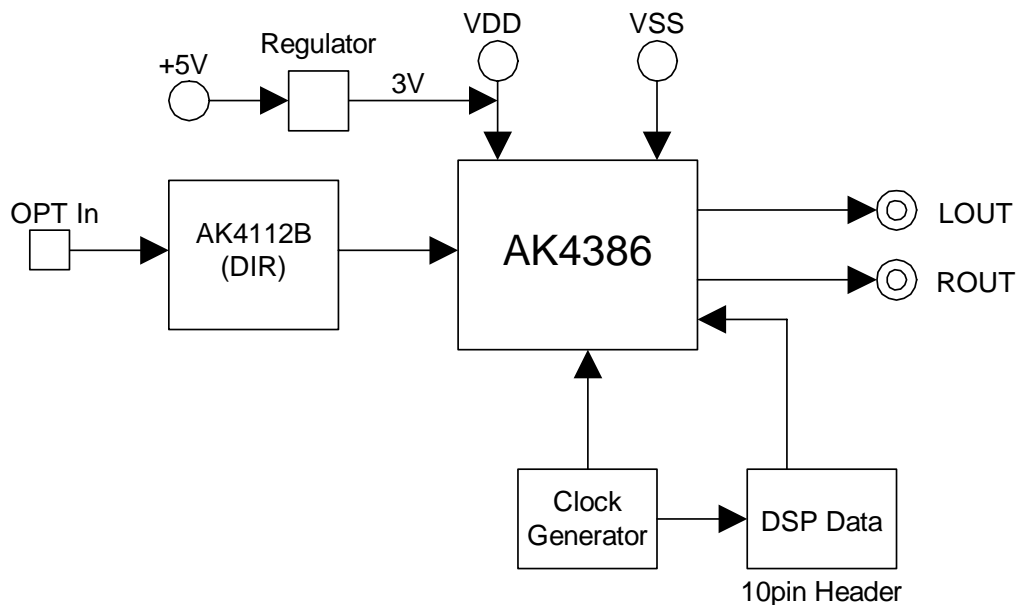 VDD
VSS
Regulator
+5V
3V
OPT In
AK4112B
(DIR)
AK4386
LOUT
ROUT
Clock
Generator
DSP Data
10pin Header